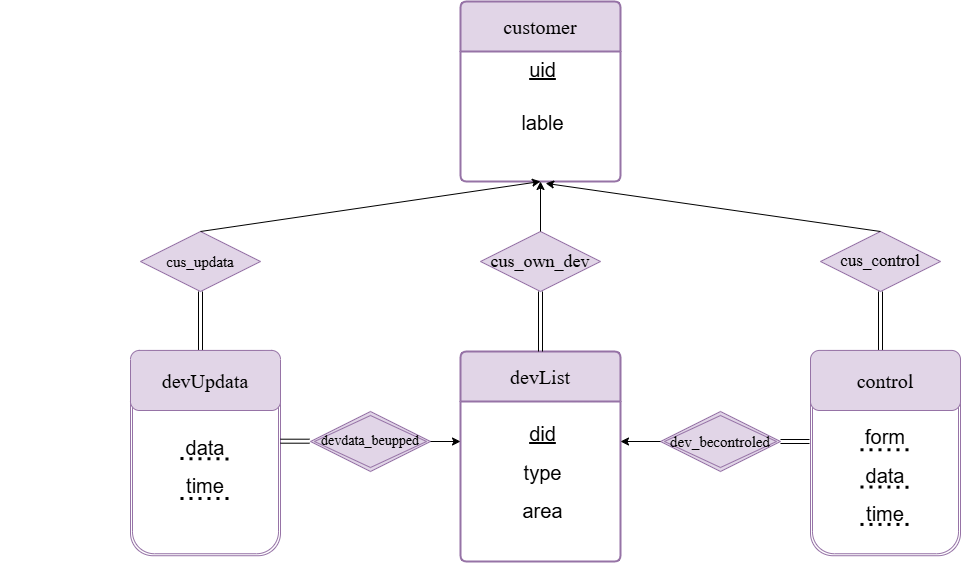 customer
uid
lable
cus_updata
cus_own_dev
cus_control
devUpdata
data
time
devdata_beupped
devList
did
type
area
dev_becontroled
control
form
data
time